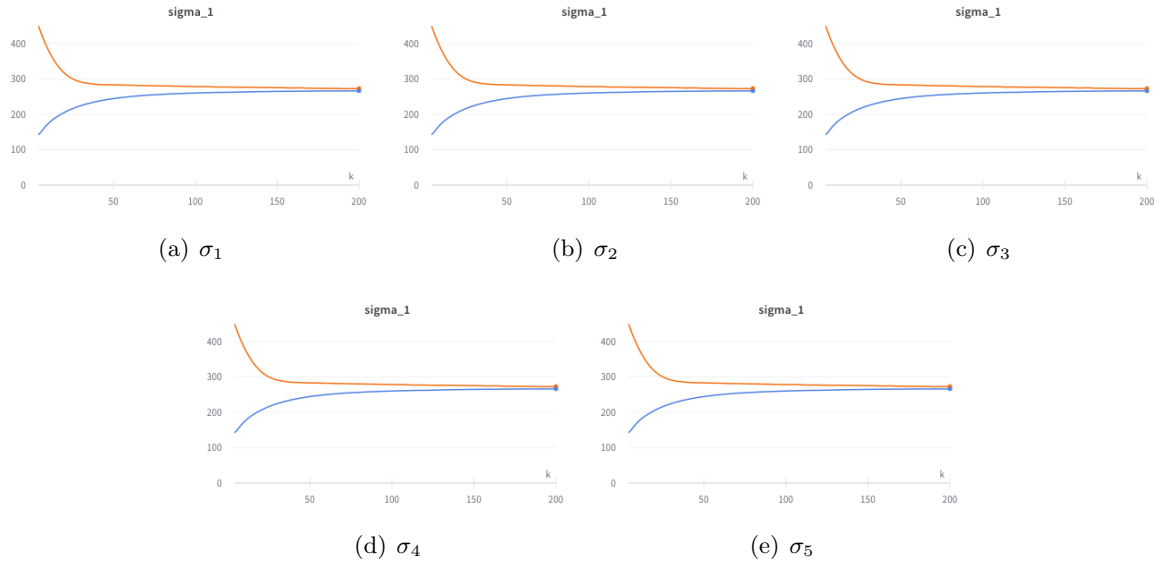 sigma_1 sigma_1 sigma_1
400 400 400
300 300 300
200 200 200
100 100 100
k k k
0 0 0
50 100 150 200 50 100 150 200 50 100 150 200
(a) σ₁ (b) σ₂ (c) σ₃
sigma_1 sigma_1
400 400
300 300
200 200
100 100
k k
0 0
50 100 150 200 50 100 150 200
(d) σ₄ (e) σ₅